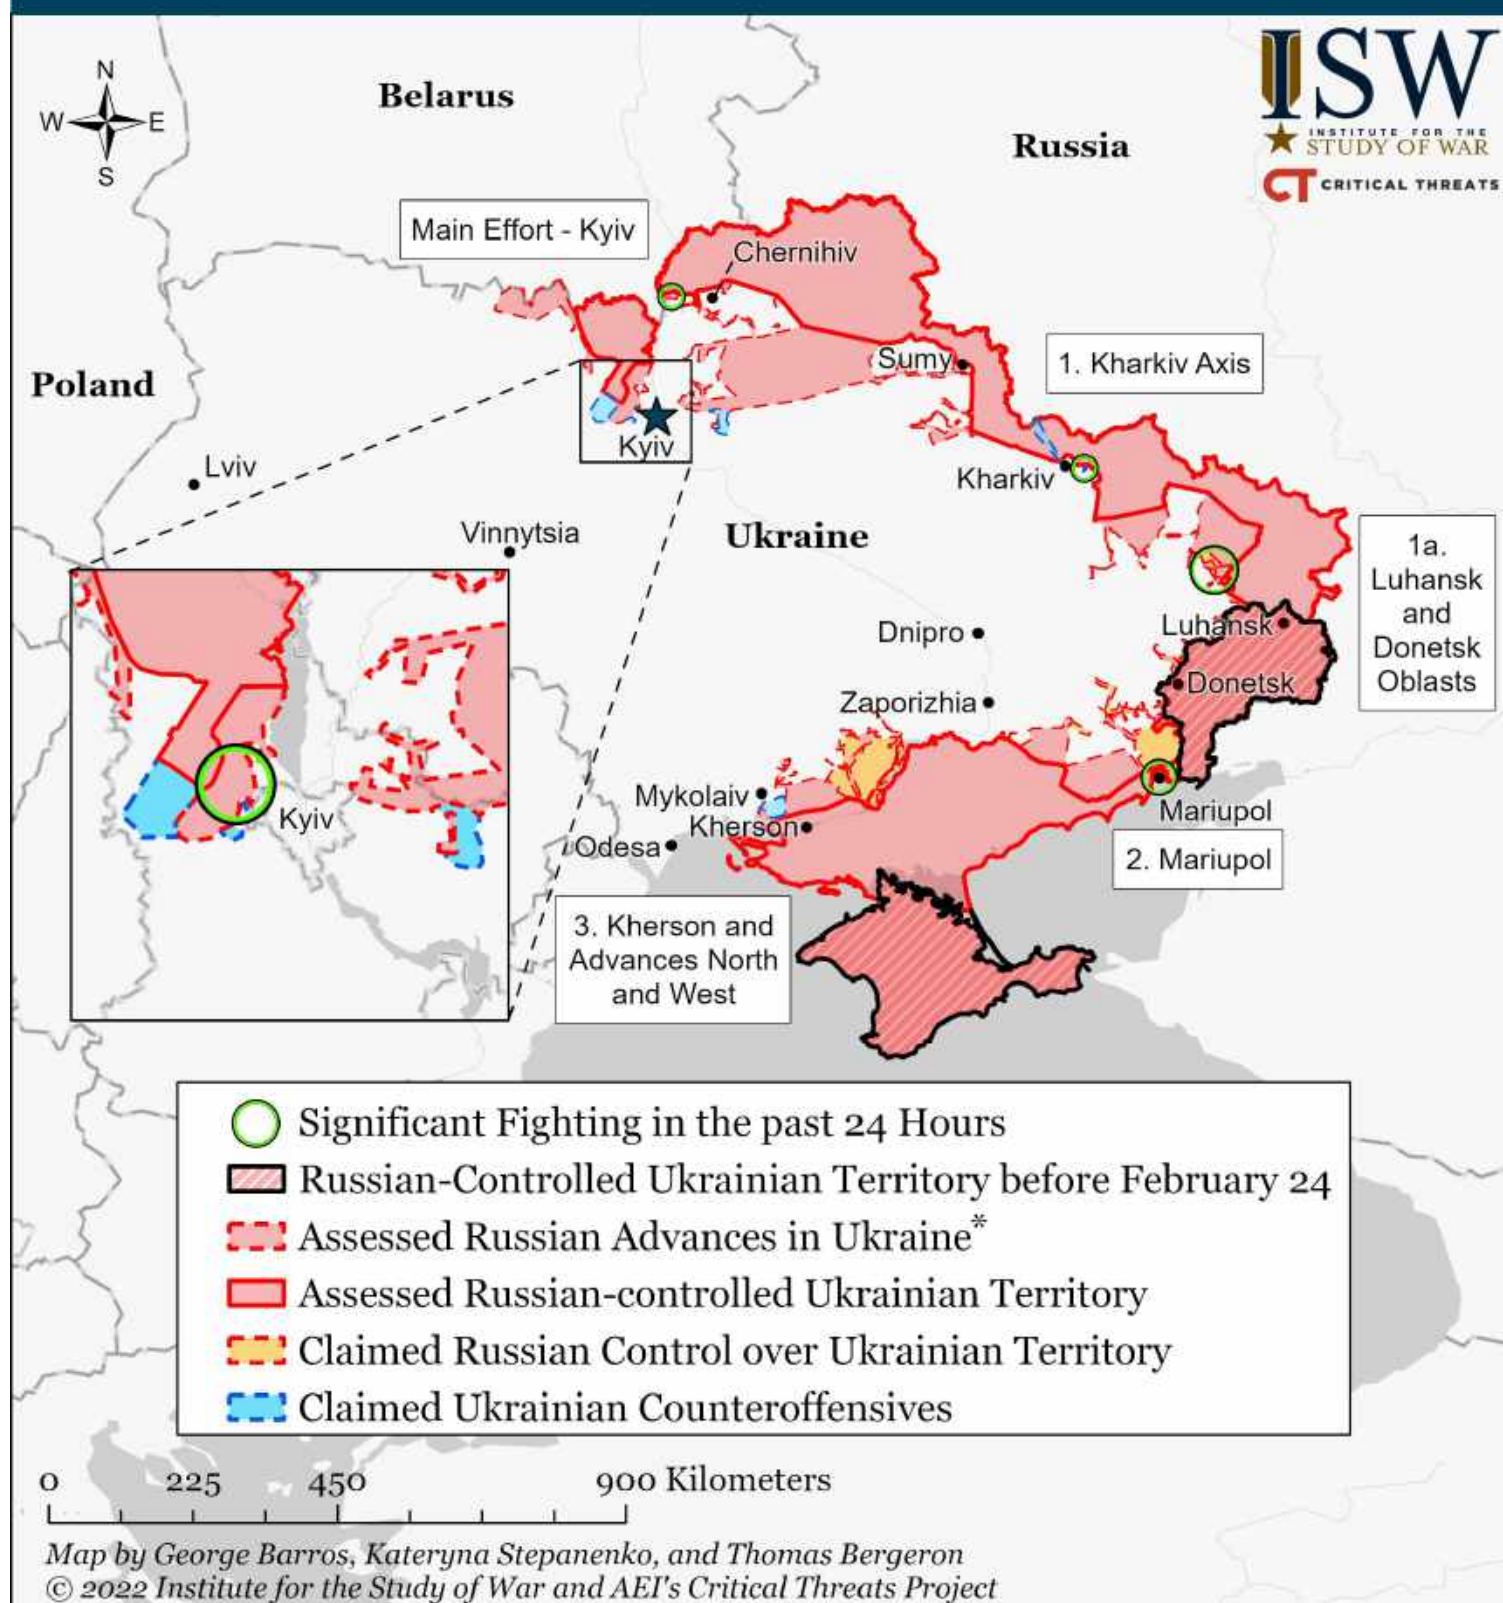 N
W E
S
Belarus
Russia
ISW
INSTITUTE FOR THE
STUDY OF WAR
CT CRITICAL THREATS
Main Effort - Kyiv
Chernihiv
Poland
Sumy
1. Kharkiv Axis
Kyiv
Lviv
Kharkiv
Vinnytsia
Ukraine
1a.
Luhansk
and
Donetsk
Oblasts
Dnipro
Luhansk
Donetsk
Zaporizhia
Mykolaiv
Kherson
Odesa
Mariupol
2. Mariupol
Kyiv
3. Kherson and
Advances North
and West
Significant Fighting in the past 24 Hours
Russian-Controlled Ukrainian Territory before February 24
Assessed Russian Advances in Ukraine*
Assessed Russian-controlled Ukrainian Territory
Claimed Russian Control over Ukrainian Territory
Claimed Ukrainian Counteroffensives
0 225 450 900 Kilometers
Map by George Barros, Kateryna Stepanenko, and Thomas Bergeron
© 2022 Institute for the Study of War and AEI's Critical Threats Project